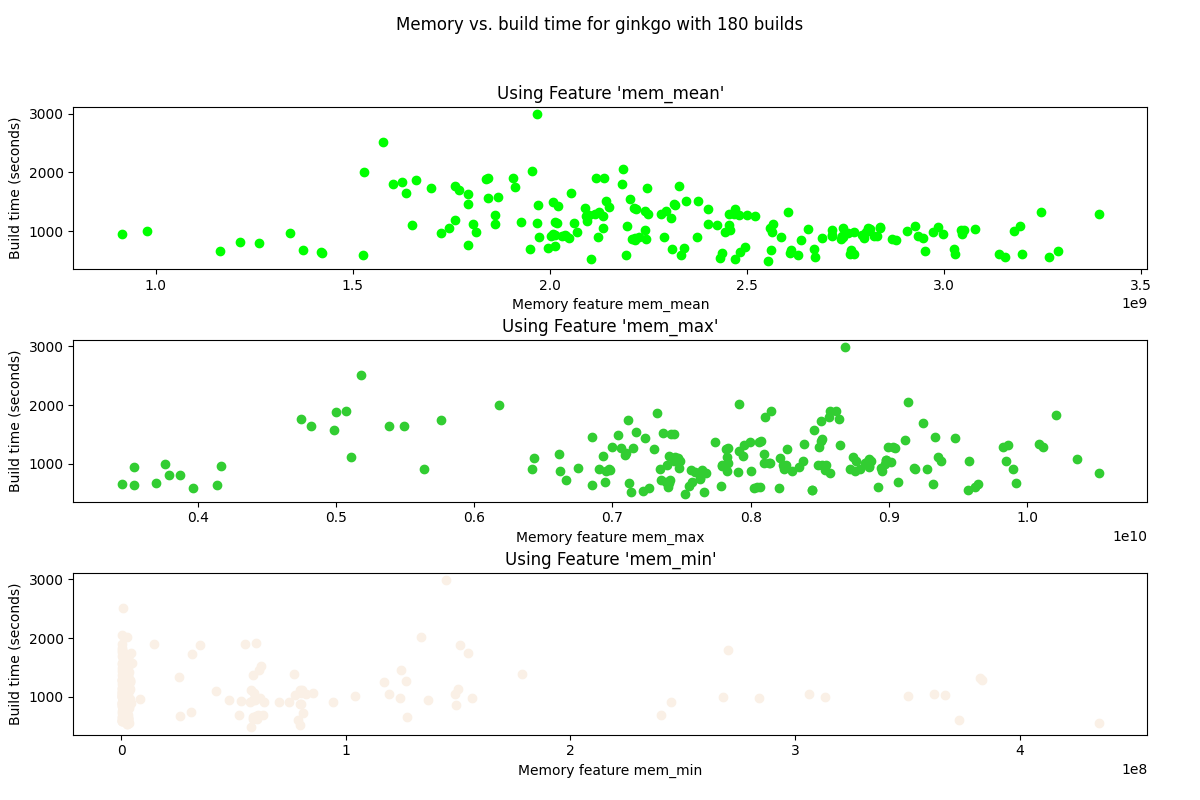 Memory vs. build time for ginkgo with 180 builds
Using Feature 'mem_mean'
Build time (seconds)
3000
2000
1000
1.0 1.5 2.0 2.5 3.0 3.5
Memory feature mem_mean
1e9
Using Feature 'mem_max'
Build time (seconds)
3000
2000
1000
0.4 0.5 0.6 0.7 0.8 0.9 1.0
Memory feature mem_max
1e10
Using Feature 'mem_min'
Build time (seconds)
3000
2000
1000
0 1 2 3 4
Memory feature mem_min
1e8